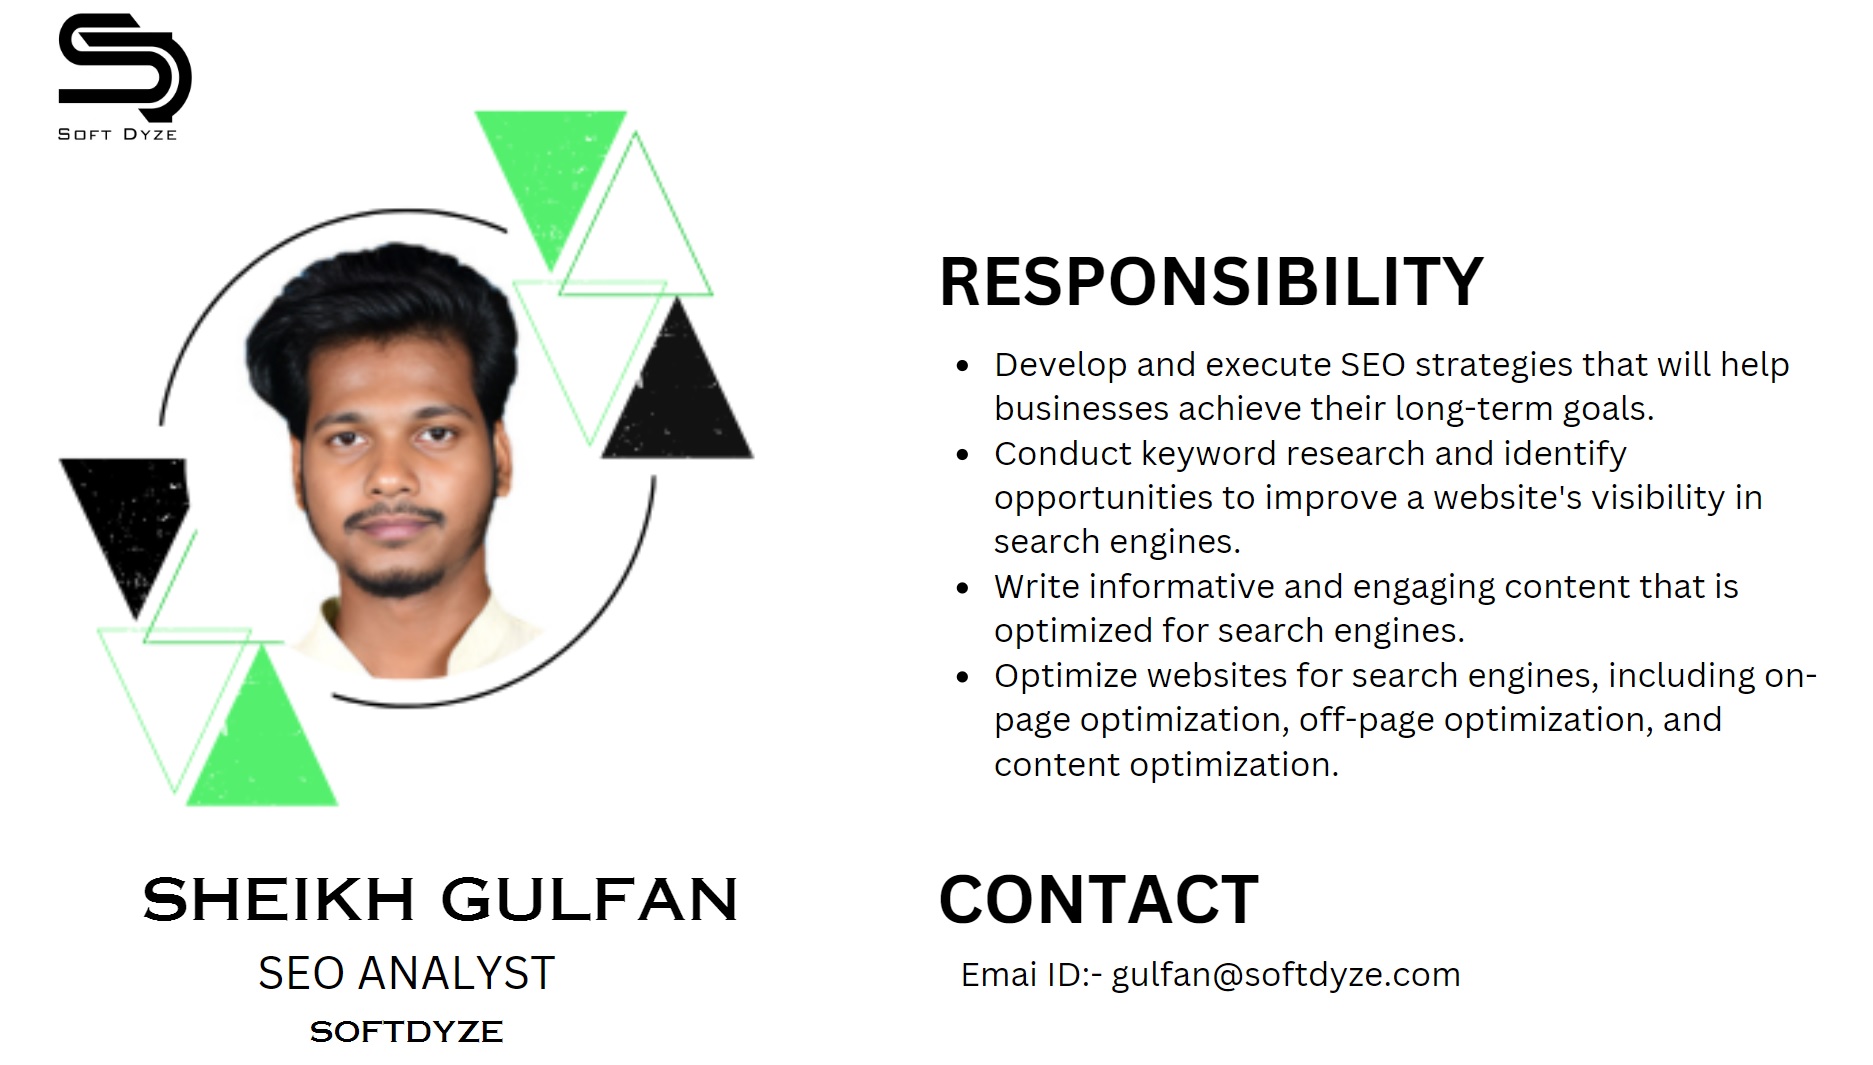 SOFT DYZE
RESPONSIBILITY
• Develop and execute SEO strategies that will help
businesses achieve their long-term goals.
• Conduct keyword research and identify
opportunities to improve a website's visibility in
search engines.
• Write informative and engaging content that is
optimized for search engines.
• Optimize websites for search engines, including on-
page optimization, off-page optimization, and
content optimization.
SHEIKH GULFAN
SEO ANALYST
SOFTDYZE
CONTACT
Emai ID:- gulfan@softdyze.com